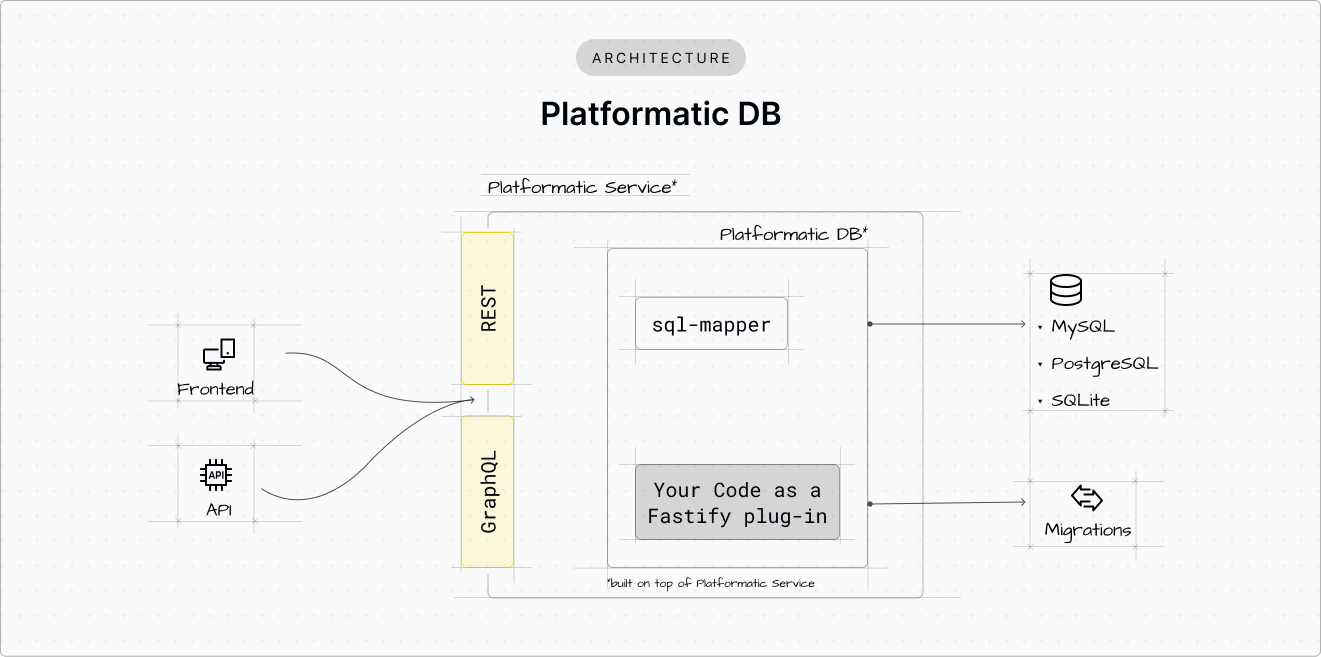 ARCHITECTURE
Platformatic DB
Platformatic Service*
Platformatic DB*
REST
sql-mapper
• MySQL
• PostgreSQL
• SQLite
Frontend
GraphQL
API
API
Your Code as a
Fastify plug-in
Migrations
*built on top of Platformatic Service